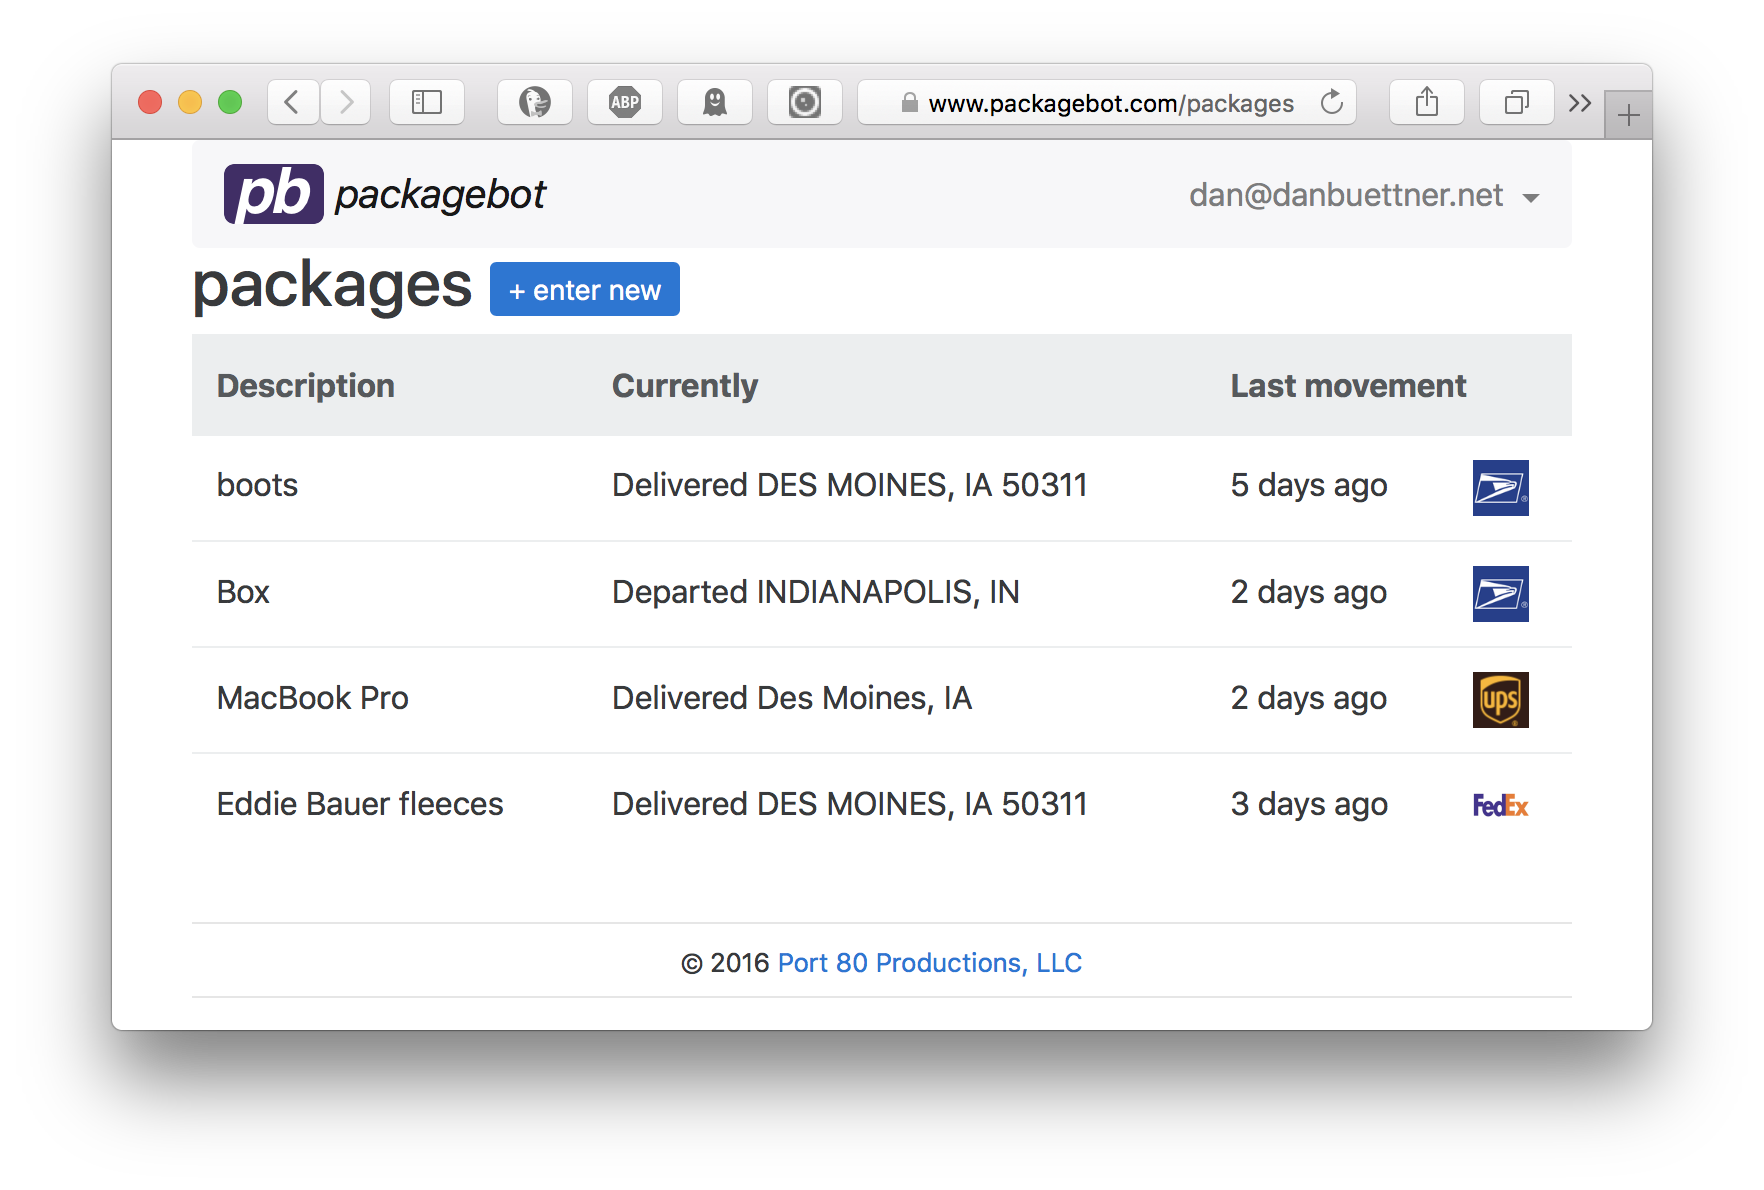 ABP
www.packagebot.com/packages
pb packagebot
dan@danbuettner.net
packages
+ enter new
Description Currently Last movement
boots Delivered DES MOINES, IA 50311 5 days ago
Box Departed INDIANAPOLIS, IN 2 days ago
MacBook Pro Delivered Des Moines, IA 2 days ago ups
Eddie Bauer fleeces Delivered DES MOINES, IA 50311 3 days ago FedEx
© 2016 Port 80 Productions, LLC